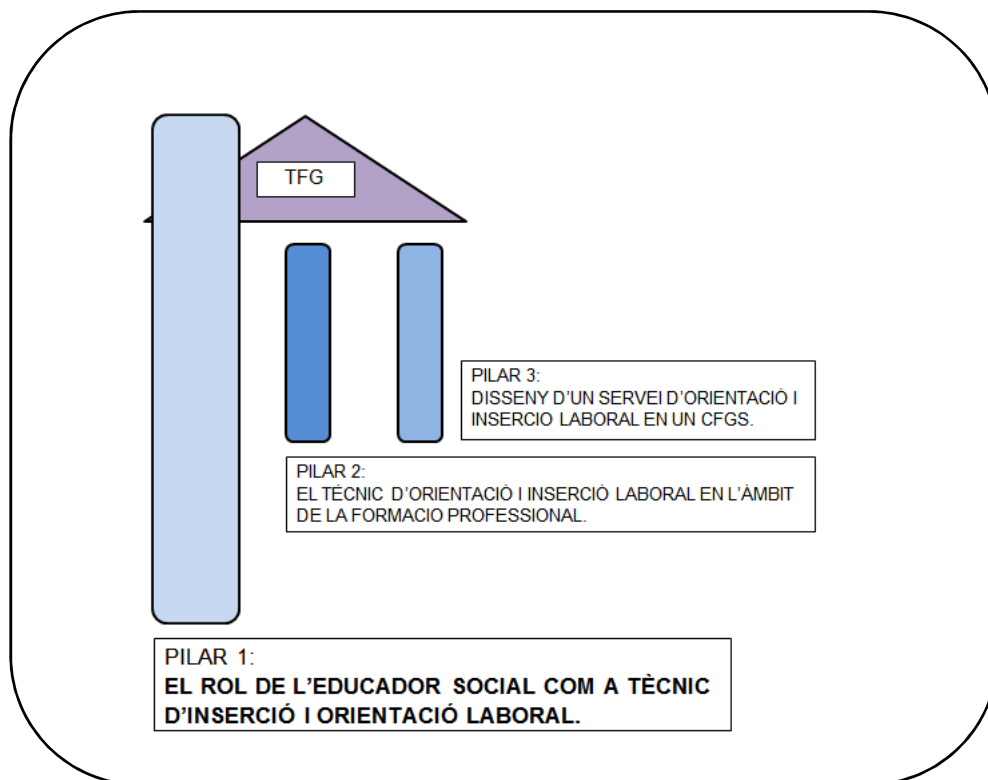 TFG
PILAR 3:
DISSENY D'UN SERVEI D'ORIENTACIÓ I
INSERCIO LABORAL EN UN CFGS.
PILAR 2:
EL TÈCNIC D'ORIENTACIÓ I INSERCIÓ LABORAL EN L'ÀMBIT
DE LA FORMACIO PROFESSIONAL.
PILAR 1:
EL ROL DE L'EDUCADOR SOCIAL COM A TÈCNIC
D'INSERCIÓ I ORIENTACIÓ LABORAL.